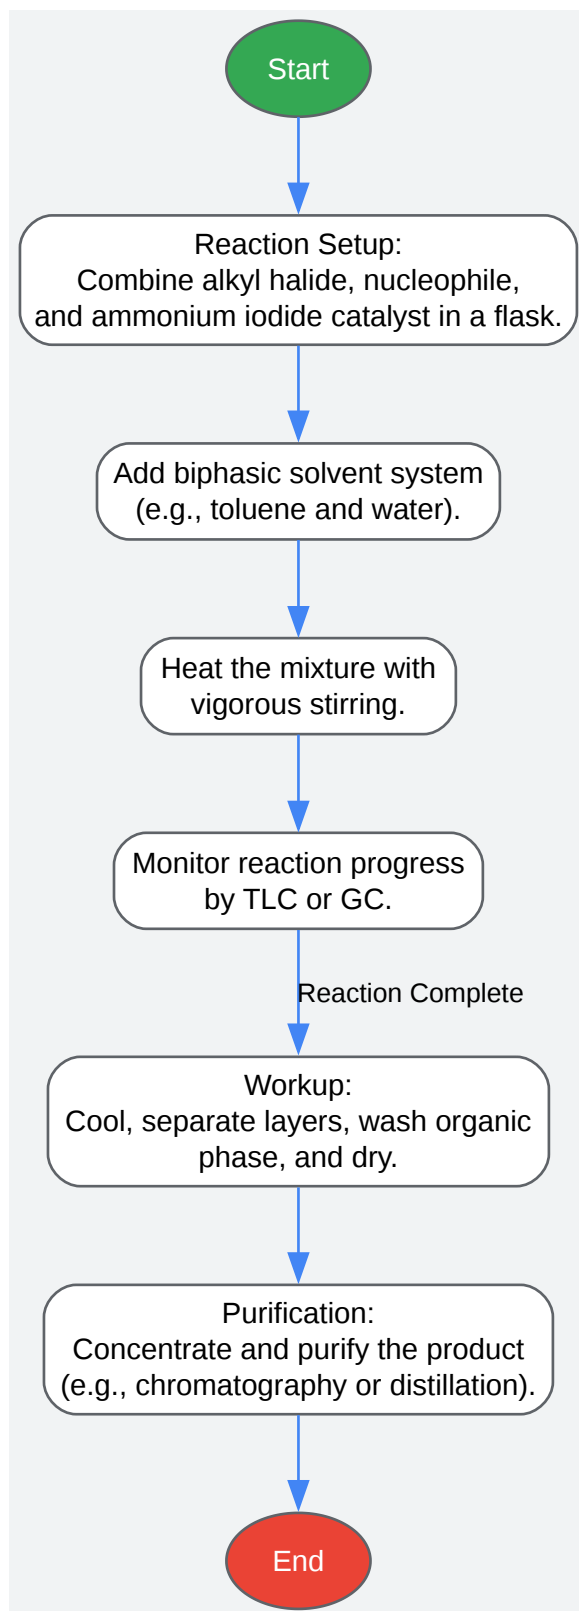 Start
Reaction Setup:
Combine alkyl halide, nucleophile,
and ammonium iodide catalyst in a flask.
Add biphasic solvent system
(e.g., toluene and water).
Heat the mixture with
vigorous stirring.
Monitor reaction progress
by TLC or GC.
Reaction Complete
Workup:
Cool, separate layers, wash organic
phase, and dry.
Purification:
Concentrate and purify the product
(e.g., chromatography or distillation).
End